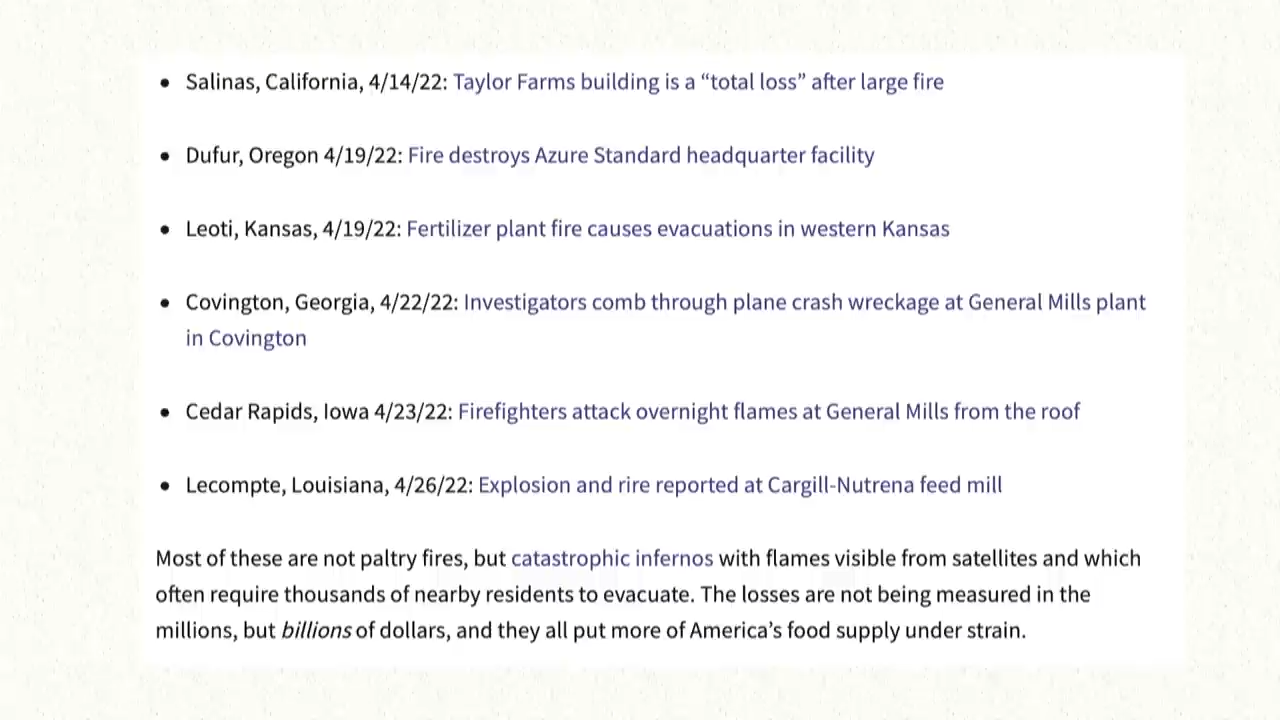 • Salinas, California, 4/14/22: Taylor Farms building is a “total loss” after large fire
• Dufur, Oregon 4/19/22: Fire destroys Azure Standard headquarter facility
• Leoti, Kansas, 4/19/22: Fertilizer plant fire causes evacuations in western Kansas
• Covington, Georgia, 4/22/22: Investigators comb through plane crash wreckage at General Mills plant
in Covington
• Cedar Rapids, Iowa 4/23/22: Firefighters attack overnight flames at General Mills from the roof
• Lecompte, Louisiana, 4/26/22: Explosion and rire reported at Cargill-Nutrena feed mill
Most of these are not paltry fires, but catastrophic infernos with flames visible from satellites and which
often require thousands of nearby residents to evacuate. The losses are not being measured in the
millions, but billions of dollars, and they all put more of America’s food supply under strain.